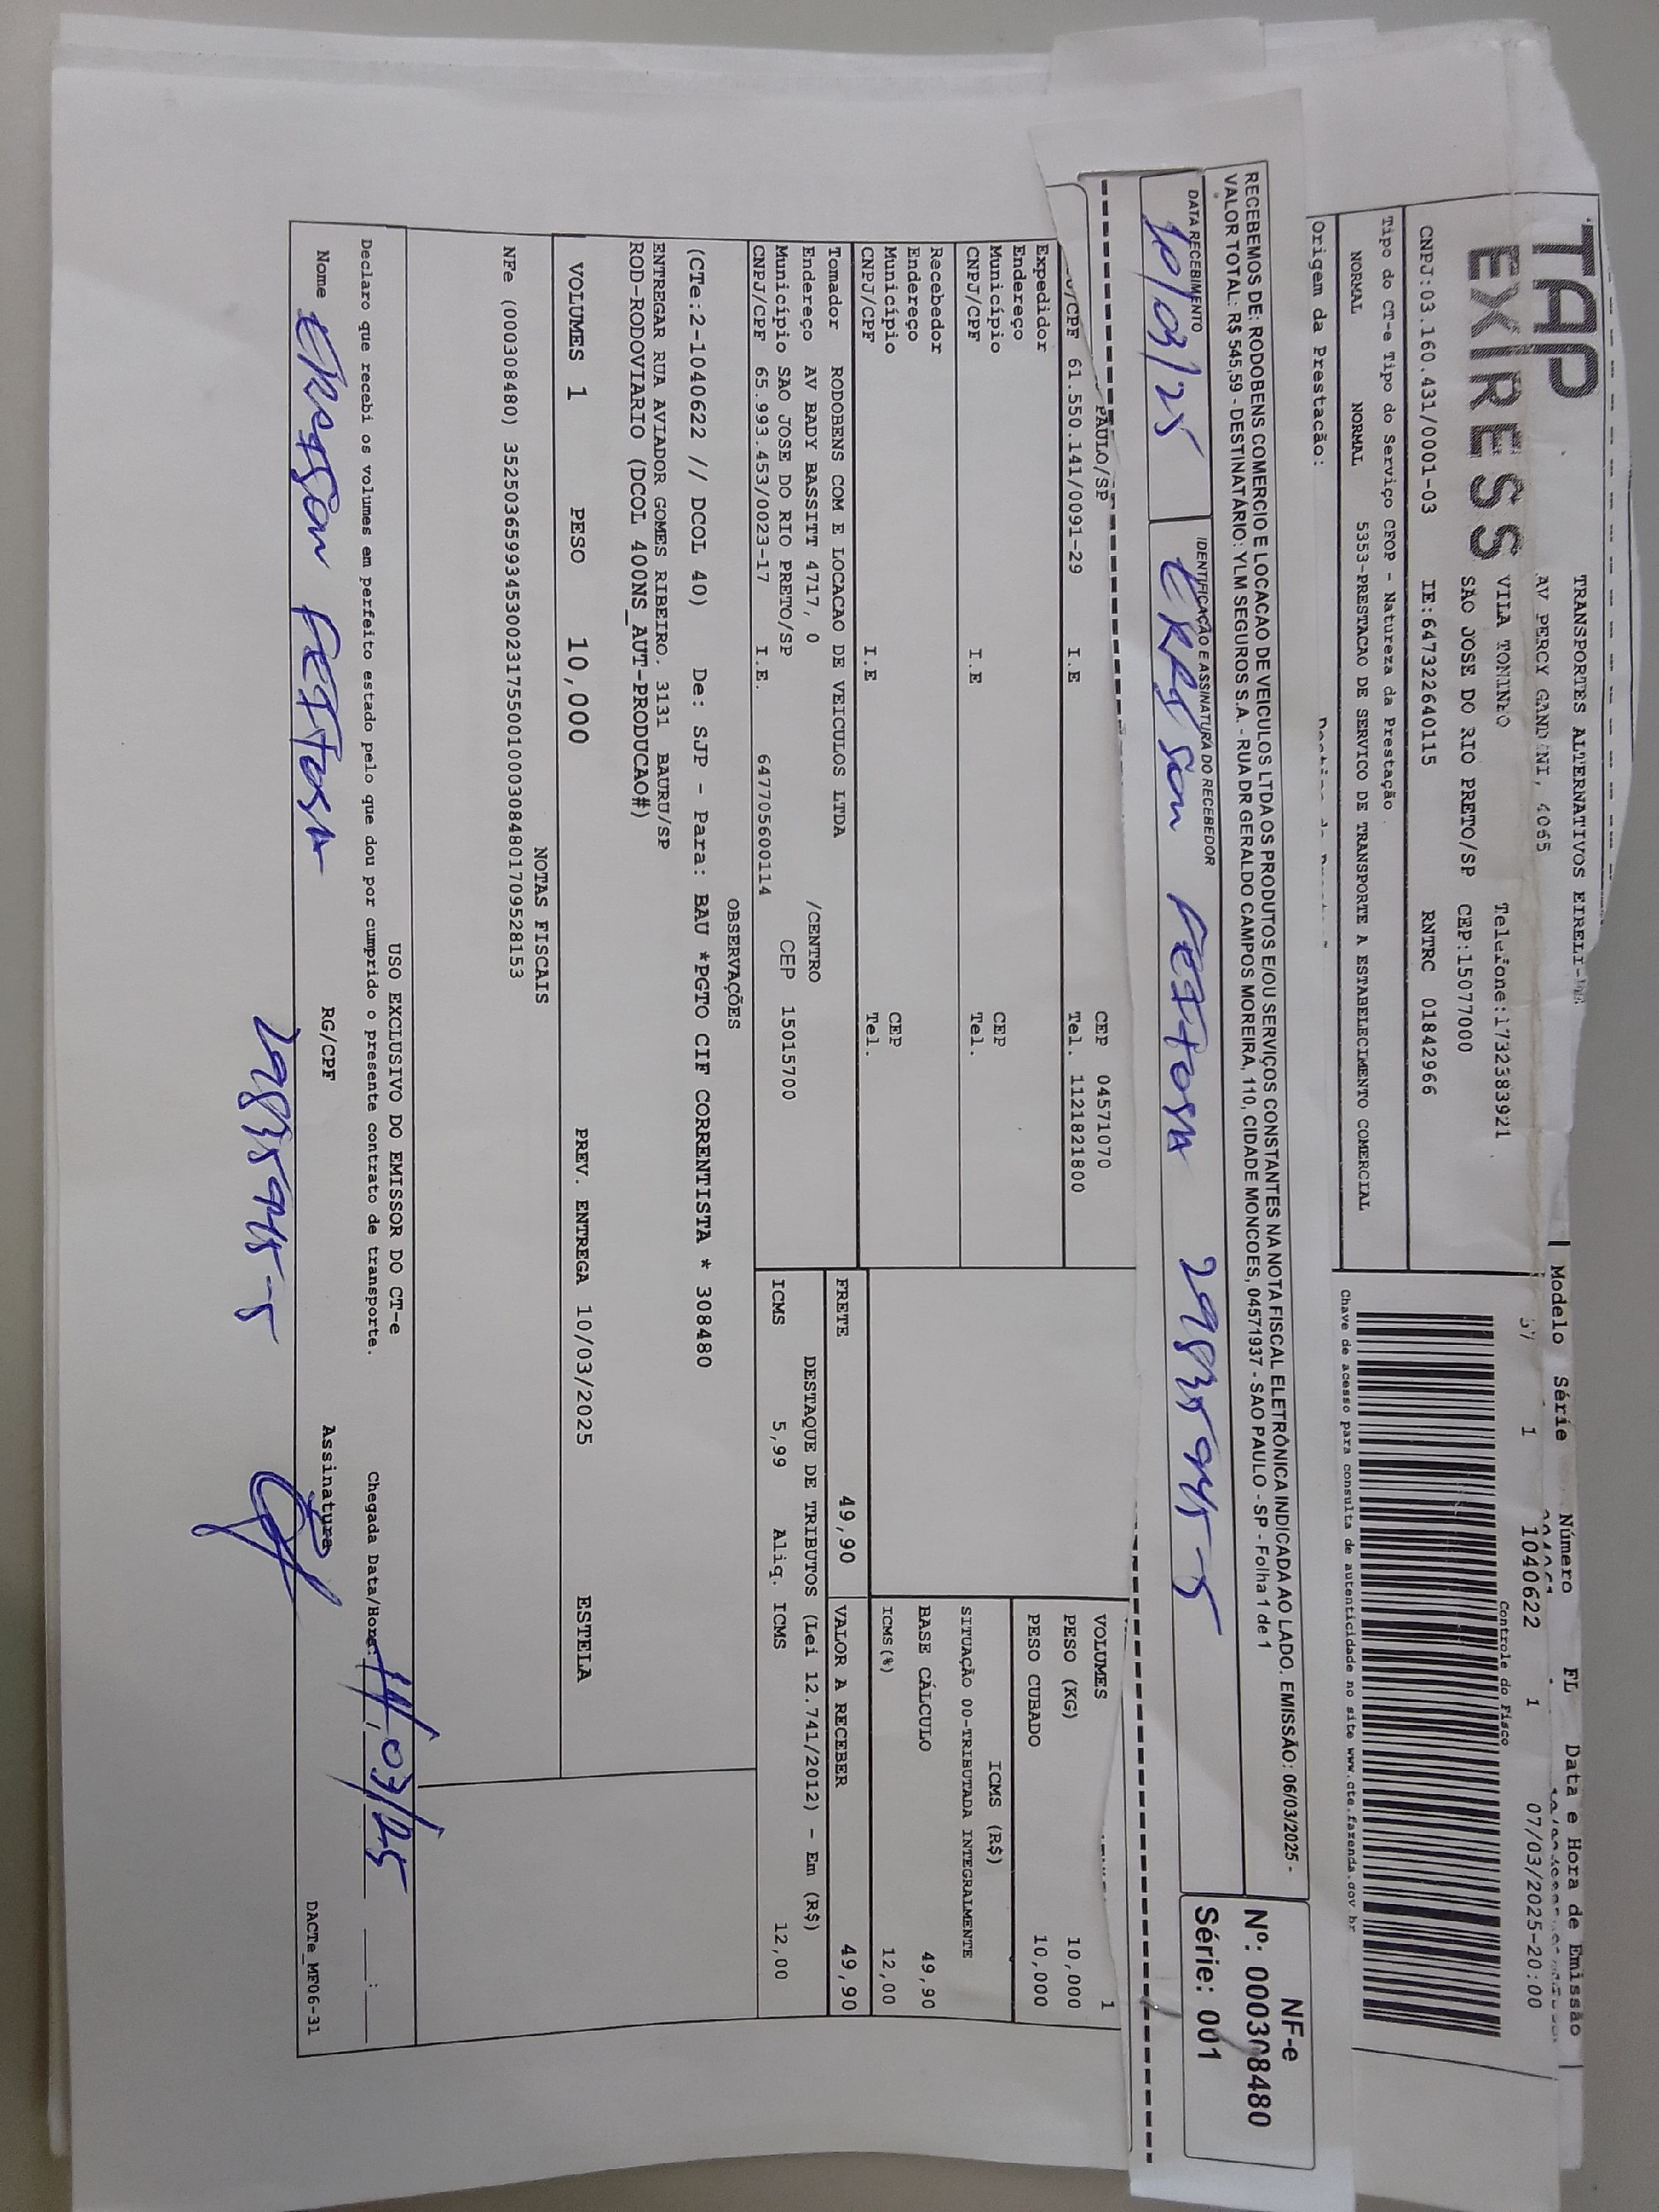 TAP
EXPRESS
TRANSPORTES ALTERNATIVOS EIRELI-
AV PERCY GANDINI, 4065
VILA TONINHO Telefone:1732383921
SÃO JOSE DO RIO PRETO/SP CEP:15077000
CNPJ:03.160.431/0001-03 IE:647322640115 RNTRC 01842966
Modelo Série Número FL Data e Hora de Emissão
57 1 1040622 1 07/03/2025-20:00
Controle do Fisco
Tipo do CT-e Tipo do Serviço CFOP - Natureza da Prestação
NORMAL NORMAL 5353-PRESTACAO DE SERVICO DE TRANSPORTE A ESTABELECIMENTO COMERCIAL
Chave de acesso para consulta de autenticidade no site www.cte.fazenda.gov.br
Origem da Prestação:
RECEBEMOS DE: RODOBENS COMERCIO E LOCACAO DE VEICULOS LTDA OS PRODUTOS E/OU SERVIÇOS CONSTANTES NA NOTA FISCAL ELETRÔNICA INDICADA AO LADO. EMISSÃO: 06/03/2025 -
VALOR TOTAL: R$ 545,59 - DESTINATÁRIO: YLM SEGUROS S.A. - RUA DR GERALDO CAMPOS MOREIRA, 110, CIDADE MONCOES, 04571937 - SAO PAULO - SP - Folha 1 de 1
NF-e
Nº: 000308480
Série: 001
DATA RECEBIMENTO IDENTIFICAÇÃO E ASSINATURA DO RECEBEDOR
10/03/25 Eresson Feitosa 29835945-5
PAULO/SP CEP 04571070
/CPF 61.550.141/0091-29 I.E Tel. 1121821800
Expedidor
Endereço
Município CEP
CNPJ/CPF I.E Tel.
Recebedor
Endereço
Município CEP
CNPJ/CPF I.E Tel.
VOLUMES 1
PESO (KG) 10,000
PESO CUBADO 10,000
ICMS (R$)
SITUAÇÃO 00-TRIBUTADA INTEGRALMENTE
BASE CÁLCULO 49,90
ICMS(%) 12,00
Tomador RODOBENS COM E LOCACAO DE VEICULOS LTDA
Endereço AV BADY BASSITT 4717, 0 /CENTRO
Município SAO JOSE DO RIO PRETO/SP CEP 15015700
CNPJ/CPF 65.993.453/0023-17 I.E. 647705600114
FRETE 49,90 VALOR A RECEBER 49,90
DESTAQUE DE TRIBUTOS (Lei 12.741/2012) - Em (R$)
ICMS 5,99 Aliq. ICMS 12,00
OBSERVAÇÕES
(CTe:2-1040622 // DCOL 40) De: SJP - Para: BAU *PGTO CIF CORRENTISTA * 308480
ENTREGAR RUA AVIADOR GOMES RIBEIRO, 3131 BAURU/SP
ROD-RODOVIARIO (DCOL 400NS_AUT-PRODUCAO#)
VOLUMES 1 PESO 10,000 PREV. ENTREGA 10/03/2025 ESTELA
NOTAS FISCAIS
NFe (000308480) 35250365993453002317550010003084801709528153
USO EXCLUSIVO DO EMISSOR DO CT-e
Declaro que recebi os volumes em perfeito estado pelo que dou por cumprido o presente contrato de transporte. Chegada Data/Hora: 11/03/25 :
Nome Eresson Feitosa RG/CPF 29835945-5 Assinatura
DACTe_MF06-31